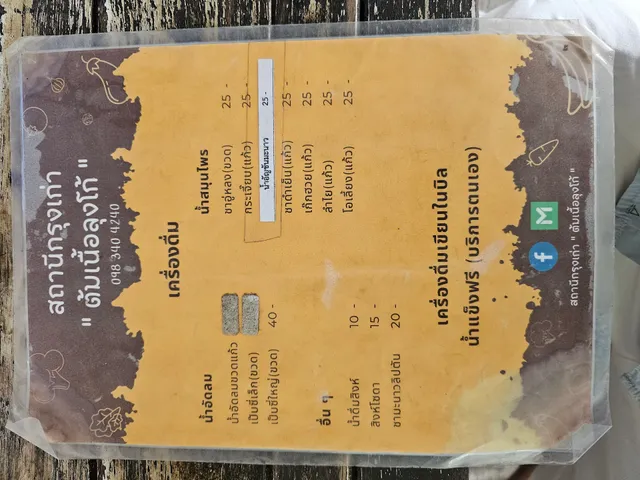 สถานีกรุงเก่า
" ต้มเนื้อลุงโก้ "
098 340 4240
เครื่องดื่ม
น้ำอัดลม
น้ำอัดลมขวดแก้ว
เป๊ปซี่เล็ก(ขวด)
เป๊ปซี่ใหญ่(ขวด) 40 -
อื่น ๆ
น้ำดื่มสิงห์ 10 -
สิงห์โซดา 15 -
ชามะนาวลิปตัน 20 -
น้ำสมุนไพร
ชาอู่หลง(ขวด) 25 -
กระเจี๊ยบ(แก้ว) 25 -
น้ำอัญชันมะนาว 25 -
ชาดำเย็น(แก้ว) 25 -
เก๊กฮวย(แก้ว) 25 -
ลำไย(แก้ว) 25 -
โอเลี้ยง(แก้ว) 25 -
เครื่องดื่มเขียนในบิล
น้ำแข็งฟรี (บริการตนเอง)
f M
สถานีกรุงเก่า " ต้มเนื้อลุงโก้ "